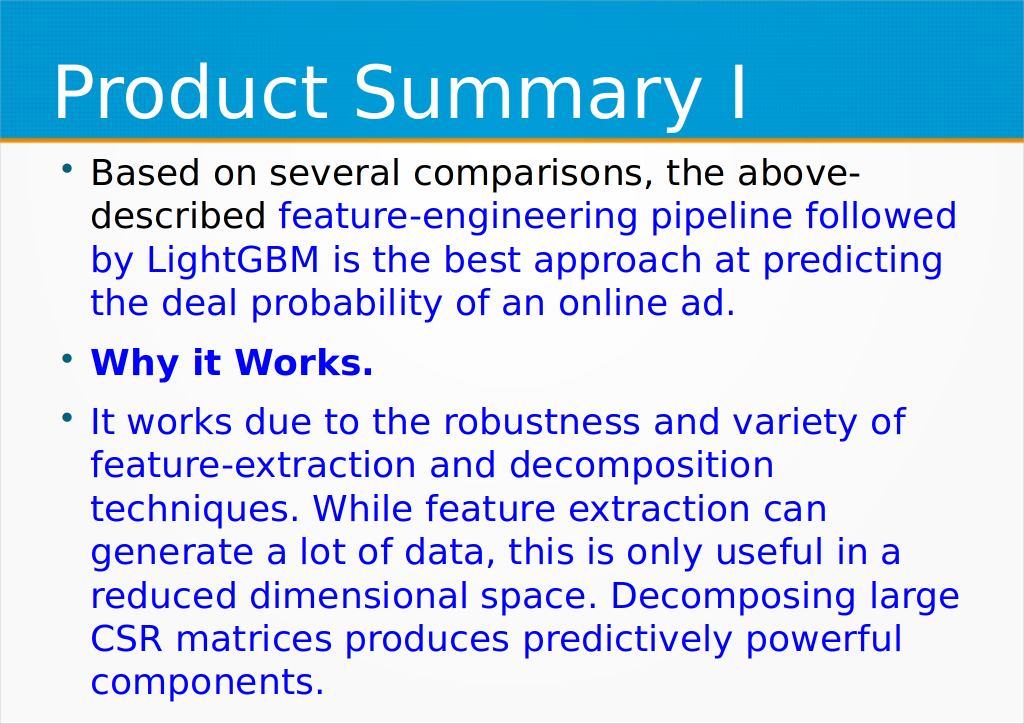 Product Summary I
• Based on several comparisons, the above-
described feature-engineering pipeline followed
by LightGBM is the best approach at predicting
the deal probability of an online ad.
• Why it Works.
• It works due to the robustness and variety of
feature-extraction and decomposition
techniques. While feature extraction can
generate a lot of data, this is only useful in a
reduced dimensional space. Decomposing large
CSR matrices produces predictively powerful
components.